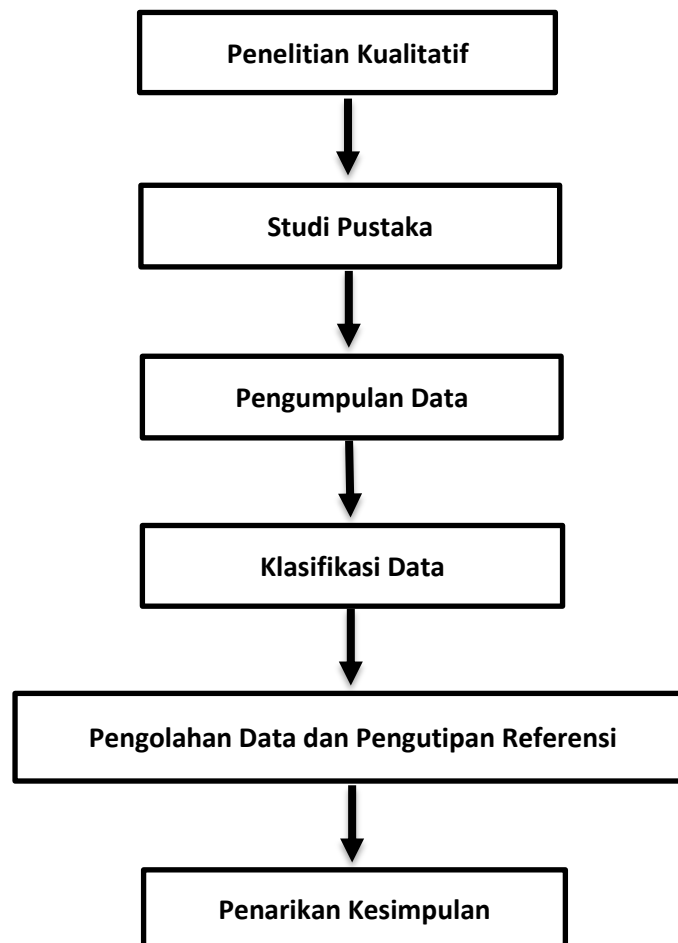 Penelitian Kualitatif
Studi Pustaka
Pengumpulan Data
Klasifikasi Data
Pengolahan Data dan Pengutipan Referensi
Penarikan Kesimpulan